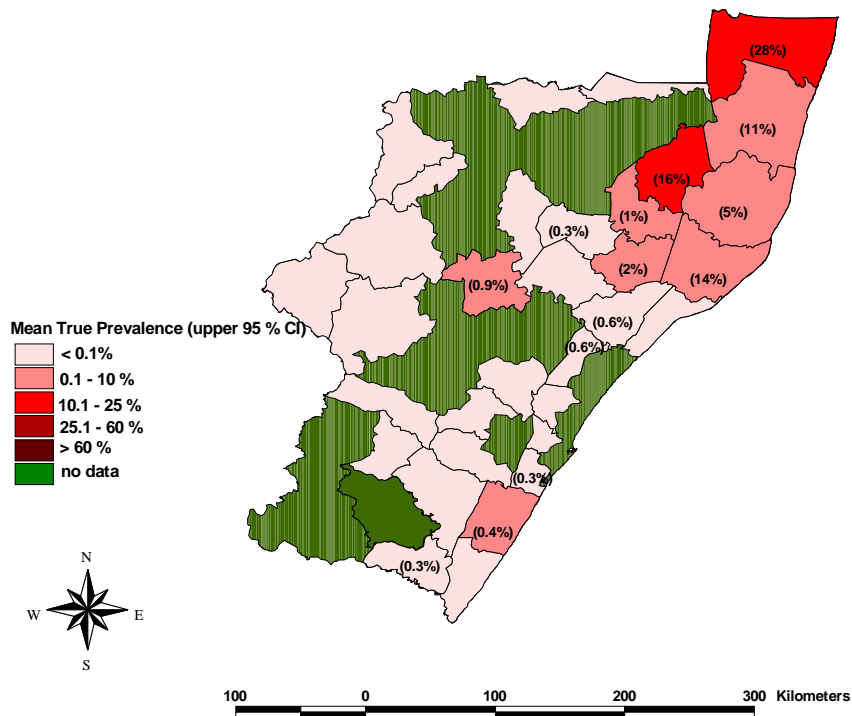 (28%)
(11%)
(16%)
(5%)
(1%)
(0.3%)
(2%)
(14%)
(0.9%)
(0.6%)
(0.6%)
(0.3%)
(0.4%)
(0.3%)
Mean True Prevalence (upper 95 % CI)
< 0.1%
0.1 - 10 %
10.1 - 25 %
25.1 - 60 %
> 60 %
no data
N
W E
S
100 0 100 200 300 Kilometers